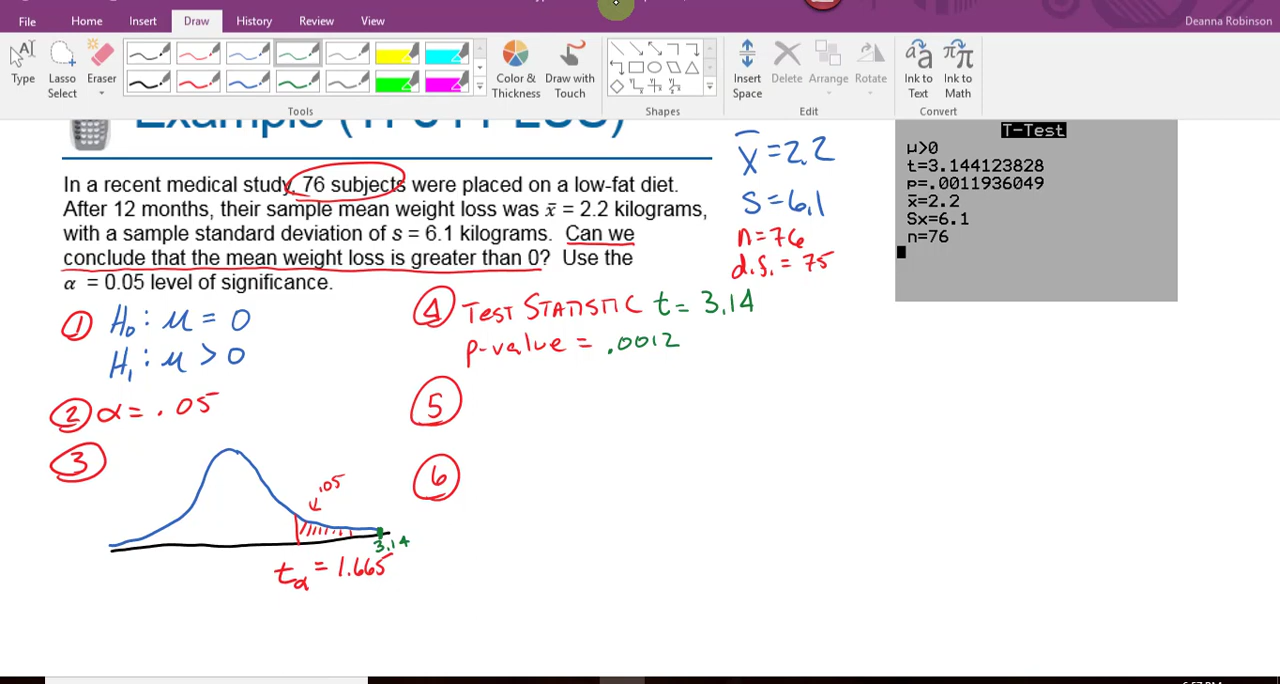 Deanna Robinson
File Home Insert Draw History Review View
Type
Lasso Select
Eraser
Color & Thickness
Draw with Touch
Insert Space
Delete
Arrange
Rotate
Ink to Text
Ink to Math
Tools
Shapes
Edit
Convert
In a recent medical study, 76 subjects were placed on a low-fat diet.
After 12 months, their sample mean weight loss was x̄ = 2.2 kilograms,
with a sample standard deviation of s = 6.1 kilograms. Can we
conclude that the mean weight loss is greater than 0? Use the
α = 0.05 level of significance.
x̄ = 2.2
s = 6.1
n = 76
d.f. = 75
T-Test
μ>0
t=3.144123828
p=.0011936049
x̄=2.2
Sx=6.1
n=76
① H₀ : μ = 0
H₁ : μ > 0
② α = .05
③
.05
3.14
tα = 1.665
④ TEST STATISTIC t = 3.14
p-value = .0012
⑤
⑥